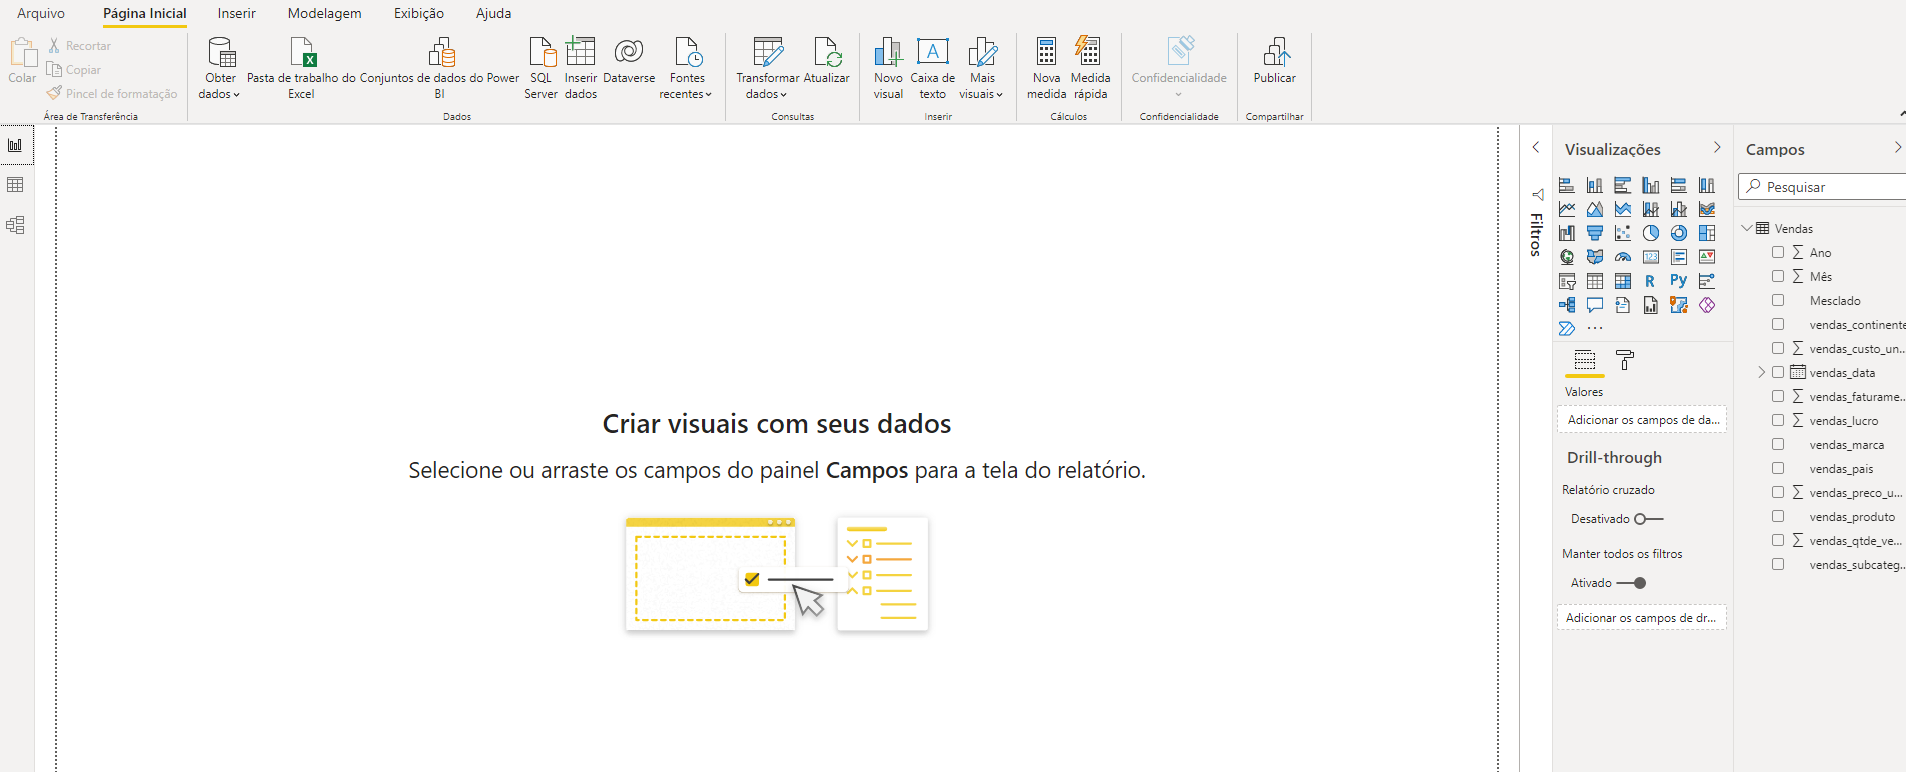 Arquivo
Página Inicial
Inserir
Modelagem
Exibição
Ajuda
Colar
Recortar
Copiar
Pincel de formatação
Área de Transferência
Obter dados
Pasta de trabalho do Excel
Conjuntos de dados do Power BI
SQL Server
Inserir dados
Dataverse
Fontes recentes
Dados
Transformar dados
Atualizar
Consultas
Novo visual
Caixa de texto
Mais visuais
Inserir
Nova medida
Medida rápida
Cálculos
Confidencialidade
Confidencialidade
Publicar
Compartilhar
Criar visuais com seus dados
Selecione ou arraste os campos do painel Campos para a tela do relatório.
Filtros
Visualizações
R
Py
Valores
Adicionar os campos de da...
Drill-through
Relatório cruzado
Desativado
Manter todos os filtros
Ativado
Adicionar os campos de dr...
Campos
Pesquisar
Vendas
Ano
Mês
Mesclado
vendas_continente
vendas_custo_un...
vendas_data
vendas_faturame...
vendas_lucro
vendas_marca
vendas_pais
vendas_preco_u...
vendas_produto
vendas_qtde_ve...
vendas_subcateg...